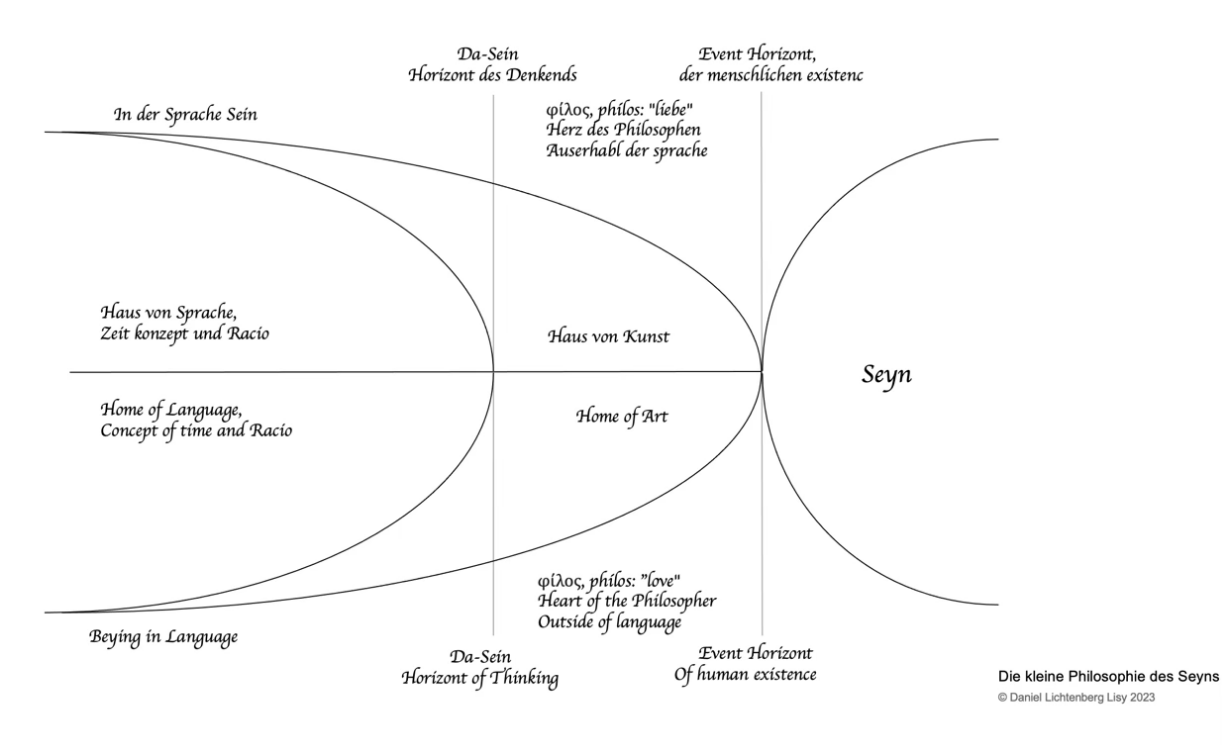 Da-Sein
Horizont des Denkends
Event Horizont,
der menschlichen existenc
In der Sprache Sein
φίλος, philos: "liebe"
Herz des Philosophen
Auserhabl der sprache
Haus von Sprache,
Zeit konzept und Racio
Haus von Kunst
Seyn
Home of Language,
Concept of time and Racio
Home of Art
φίλος, philos: "love"
Heart of the Philosopher
Outside of language
Beying in Language
Da-Sein
Horizont of Thinking
Event Horizont
Of human existence
Die kleine Philosophie des Seyns
© Daniel Lichtenberg Lisy 2023